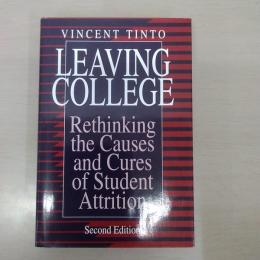 VINCENT TINTO
LEAVING
COLLEGE
Rethinking
the Causes
and Cures
of Student
Attrition
Second Edition